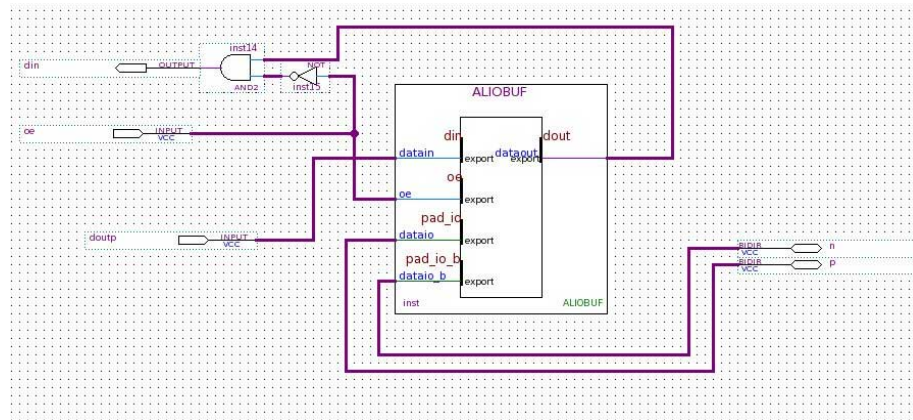 inst14
din
OUTPUT
NOT
AND2
inst15
ALIOBUF
oe
INPUT
VCC
din
dout
datain
dataout
export
export
oe
oe
export
pad_io
doutp
INPUT
VCC
dataio
export
BIDIR
VCC
n
pad_io_b
BIDIR
VCC
p
dataio_b
export
inst
ALIOBUF